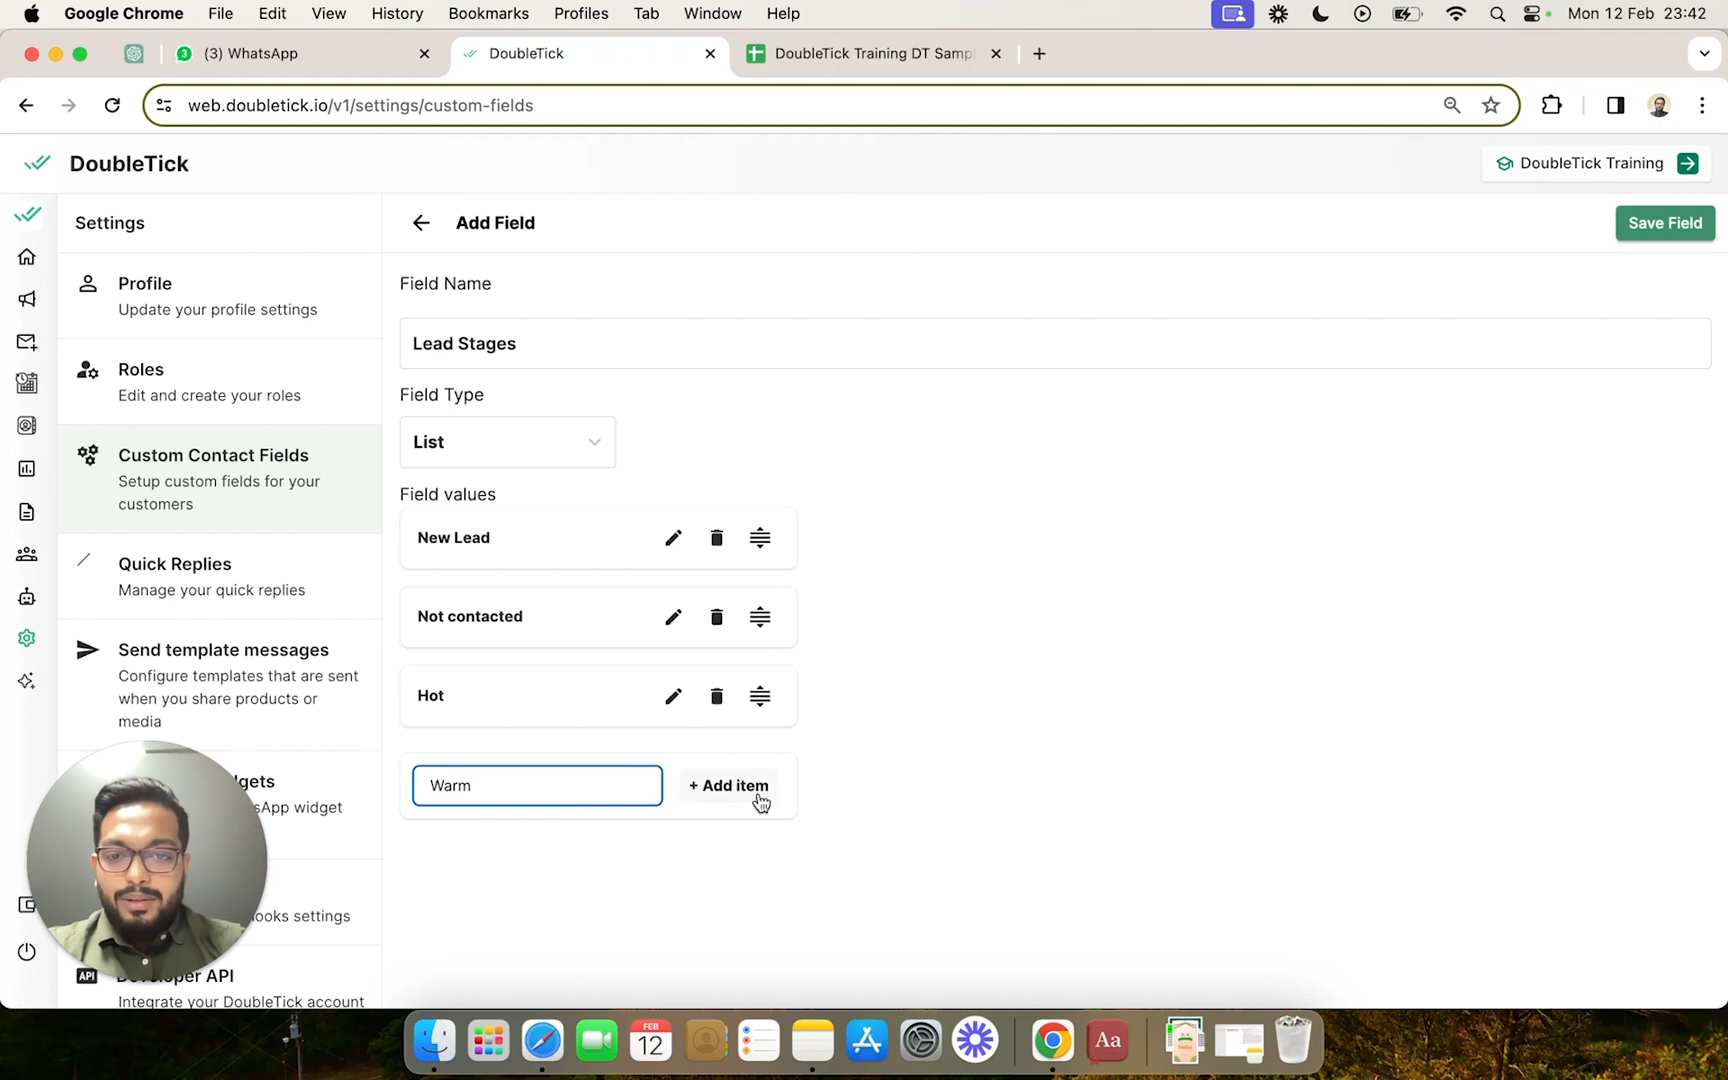 Google Chrome File Edit View History Bookmarks Profiles Tab Window Help Mon 12 Feb 23:42
3 (3) WhatsApp DoubleTick DoubleTick Training DT Samp
web.doubletick.io/v1/settings/custom-fields
DoubleTick DoubleTick Training
Settings
Profile
Update your profile settings
Roles
Edit and create your roles
Custom Contact Fields
Setup custom fields for your
customers
Quick Replies
Manage your quick replies
Send template messages
Configure templates that are sent
when you share products or
media
dgets
sApp widget
ooks settings
API Developer API
Integrate your DoubleTick account
Add Field Save Field
Field Name
Lead Stages
Field Type
List
Field values
New Lead
Not contacted
Hot
Warm + Add item
FEB
12
Aa